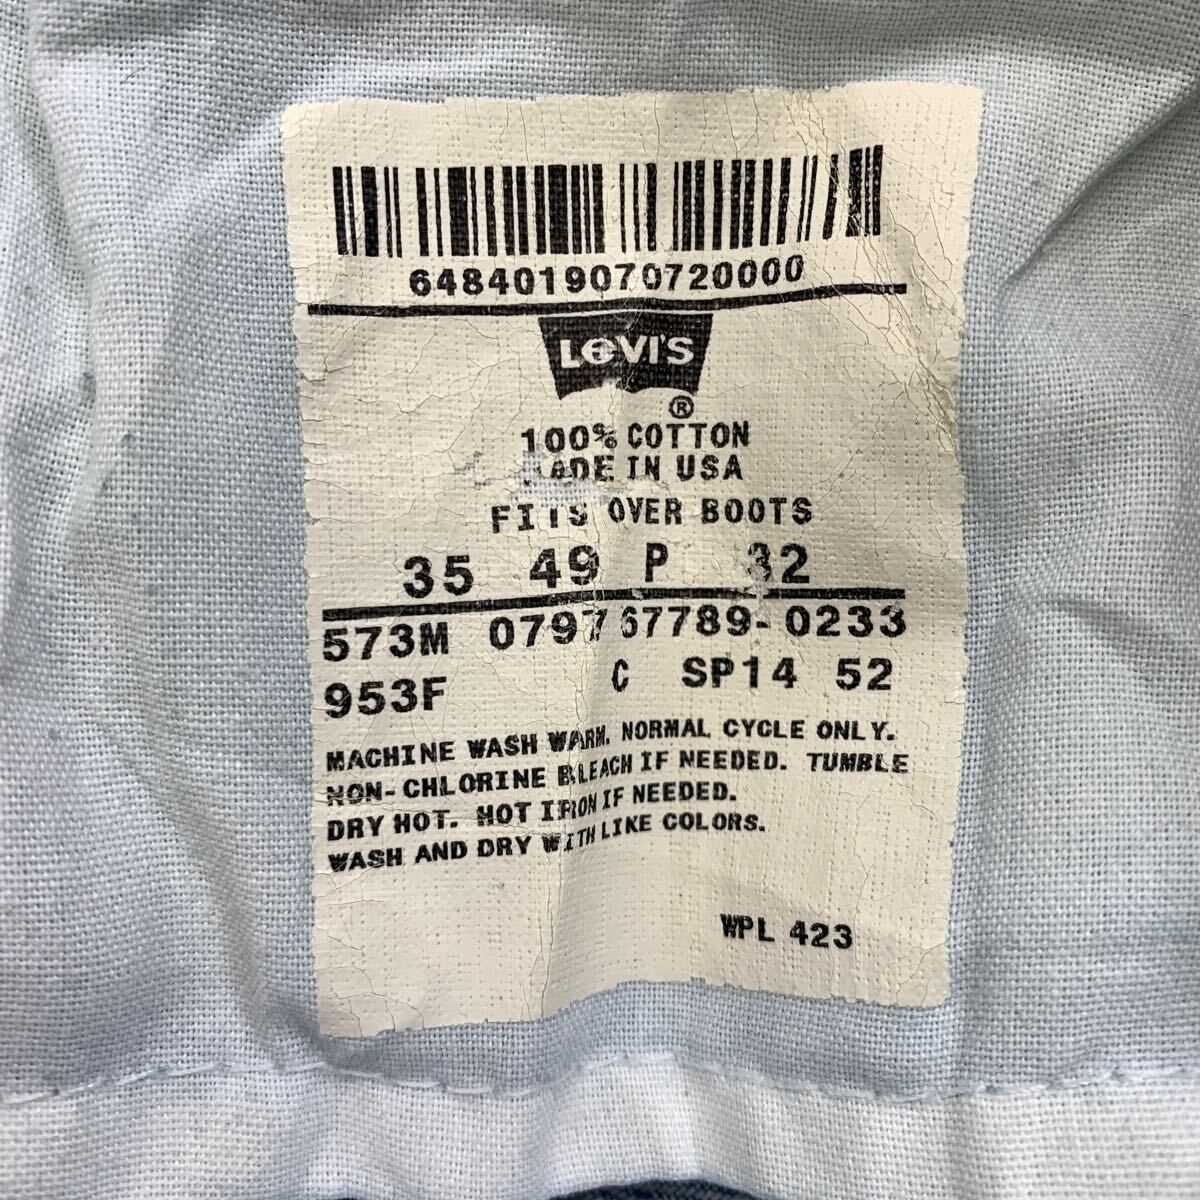 6484019070720000
LEVI'S
®
100% COTTON
MADE IN USA
FITS OVER BOOTS
35 49 P 32
573M 0797 67789-0233
953F C SP14 52
MACHINE WASH WARM. NORMAL CYCLE ONLY.
NON-CHLORINE BLEACH IF NEEDED. TUMBLE
DRY HOT. HOT IRON IF NEEDED.
WASH AND DRY WITH LIKE COLORS.
WPL 423